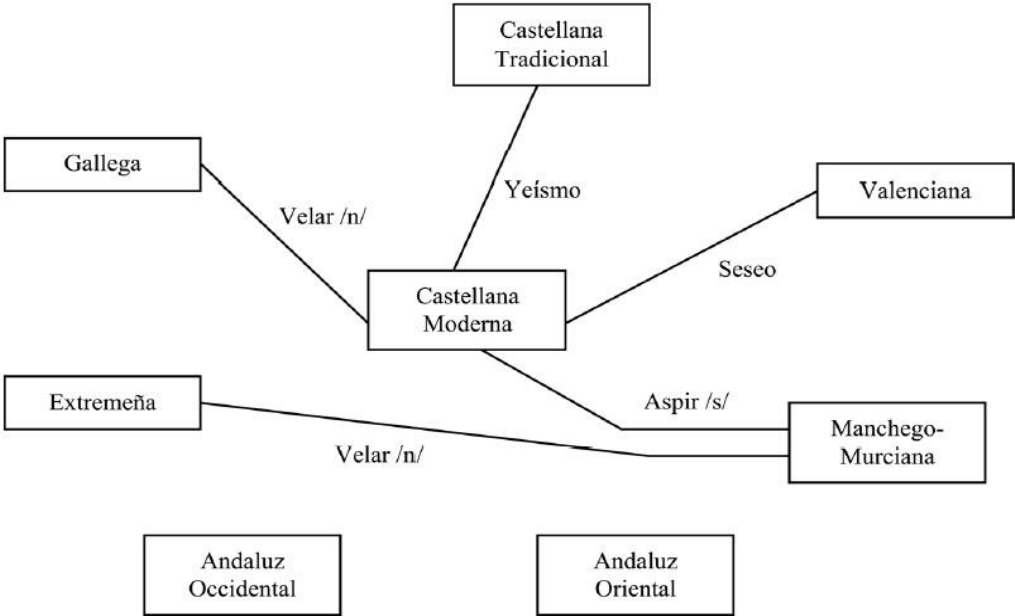 Castellana
Tradicional
Gallega
Yeísmo
Valenciana
Velar /n/
Seseo
Castellana
Moderna
Extremeña
Aspir /s/
Manchego-
Murciana
Velar /n/
Andaluz
Occidental
Andaluz
Oriental